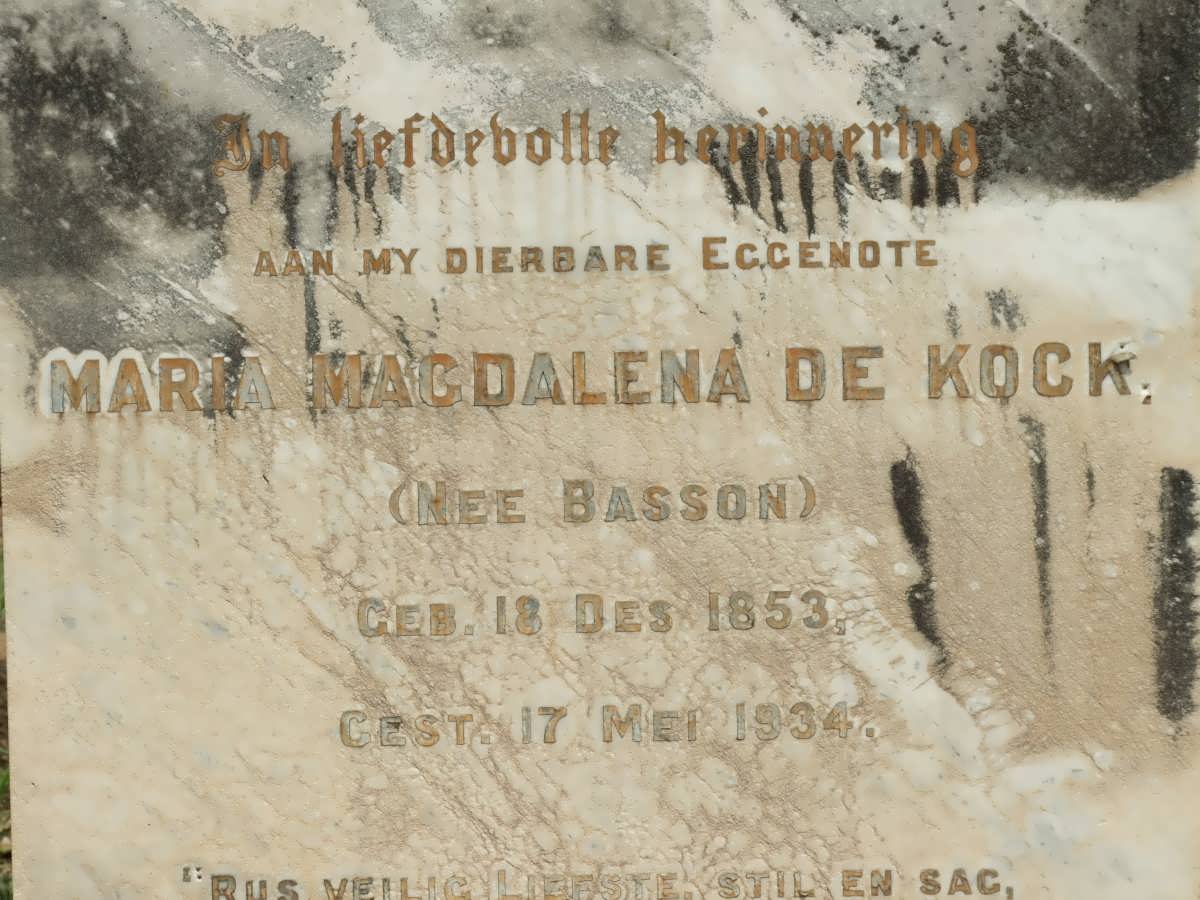 In liefdevolle herinnering
AAN MY DIERBARE EGGENOTE
MARIA MAGDALENA DE KOCK,
(NEE BASSON)
GEB. 18 DES 1853,
GEST. 17 MEI 1934.
"RUS VEILIG LIEFSTE, STIL EN SAG,